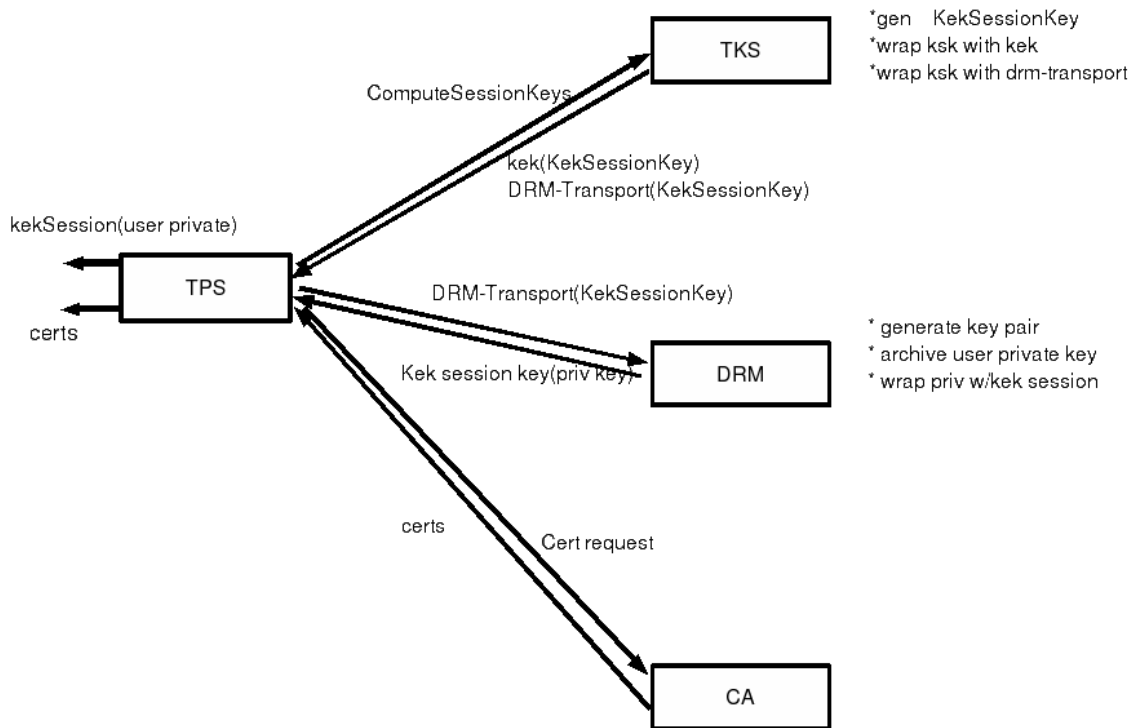 *gen KekSessionKey
TKS
*wrap ksk with kek
*wrap ksk with drm-transport
ComputeSessionKeys
kek(KekSessionKey)
DRM-Transport(KekSessionKey)
kekSession(user private)
TPS
DRM-Transport(KekSessionKey)
certs
* generate key pair
* archive user private key
Kek session key(priv key)
DRM
* wrap priv w/kek session
certs
Cert request
CA